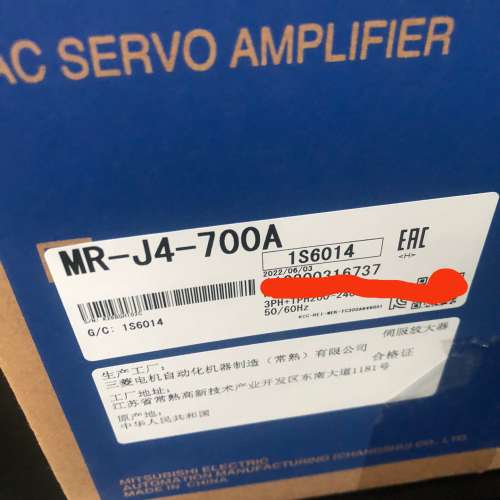 AC SERVO AMPLIFIER
MR-J4-700A
1S6014
EAC
2022/06/03
50/60Hz
G/C: 1S6014
生产工厂: 伺服放大器
三菱电机自动化机器制造(常熟)有限公司 合格证
工厂地址:
江苏省常熟高新技术产业开发区东南大道1181号
原产地:
中华人民共和国
MITSUBISHI ELECTRIC
AUTOMATION MANUFACTURING (CHANGSHU) CO., LTD.
MADE IN CHINA